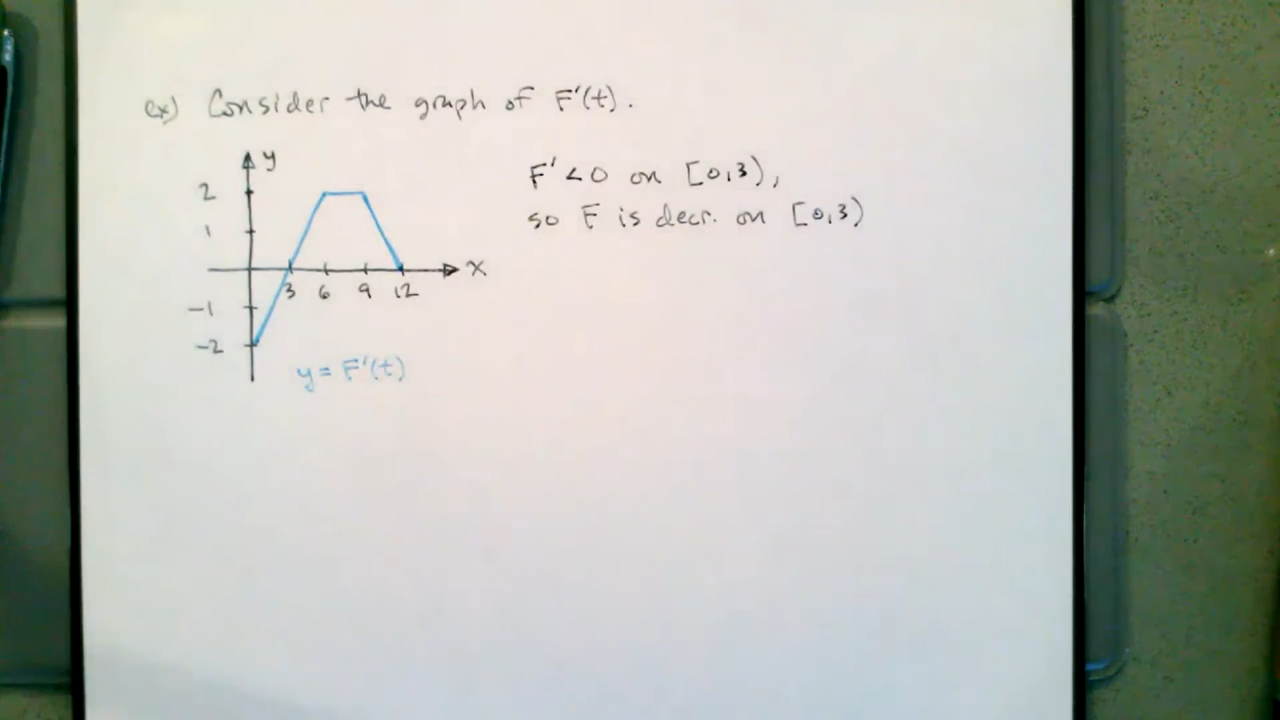 ex) Consider the graph of F'(t).
y
F' < 0 on [0,3),
2
so F is decr. on [0,3)
1
x
3 6 9 12
-1
-2
y = F'(t)